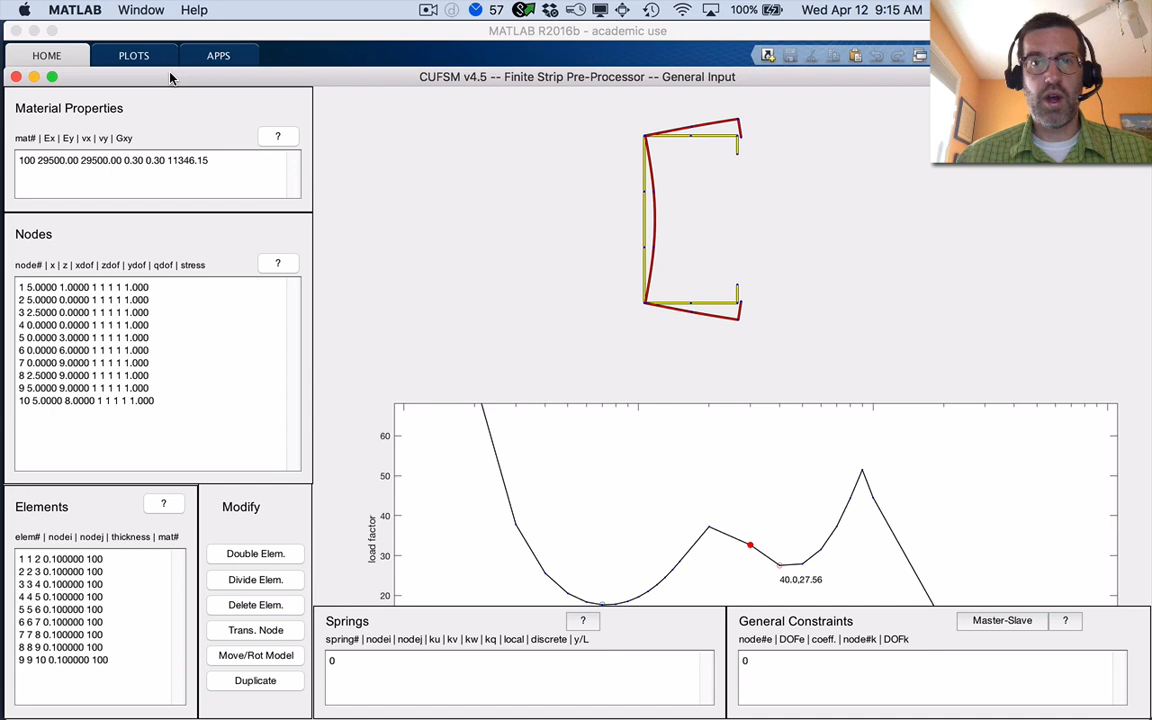 MATLAB Window Help 57 100% Wed Apr 12 9:15 AM
MATLAB R2016b - academic use
HOME PLOTS APPS
CUFSM v4.5 -- Finite Strip Pre-Processor -- General Input
Material Properties
mat# | Ex | Ey | vx | vy | Gxy
?
100 29500.00 29500.00 0.30 0.30 11346.15
Nodes
node# | x | z | xdof | zdof | ydof | qdof | stress
?
1 5.0000 1.0000 1 1 1 1 1.000
2 5.0000 0.0000 1 1 1 1 1.000
3 2.5000 0.0000 1 1 1 1 1.000
4 0.0000 0.0000 1 1 1 1 1.000
5 0.0000 3.0000 1 1 1 1 1.000
6 0.0000 6.0000 1 1 1 1 1.000
7 0.0000 9.0000 1 1 1 1 1.000
8 2.5000 9.0000 1 1 1 1 1.000
9 5.0000 9.0000 1 1 1 1 1.000
10 5.0000 8.0000 1 1 1 1 1.000
Elements
?
elem# | nodei | nodej | thickness | mat#
1 1 2 0.100000 100
2 2 3 0.100000 100
3 3 4 0.100000 100
4 4 5 0.100000 100
5 5 6 0.100000 100
6 6 7 0.100000 100
7 7 8 0.100000 100
8 8 9 0.100000 100
9 9 10 0.100000 100
Modify
Double Elem.
Divide Elem.
Delete Elem.
Trans. Node
Move/Rot Model
Duplicate
60
50
40
30
20
load factor
40.0,27.56
Springs
?
spring# | nodei | nodej | ku | kv | kw | kq | local | discrete | y/L
0
General Constraints
Master-Slave
?
node#e | DOFe | coeff. | node#k | DOFk
0